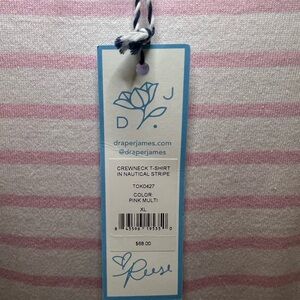 D J
draperjames.com
@draperjames
CREWNECK T-SHIRT
IN NAUTICAL STRIPE
TOK0427
COLOR:
PINK MULTI
XL
$68.00
Reese